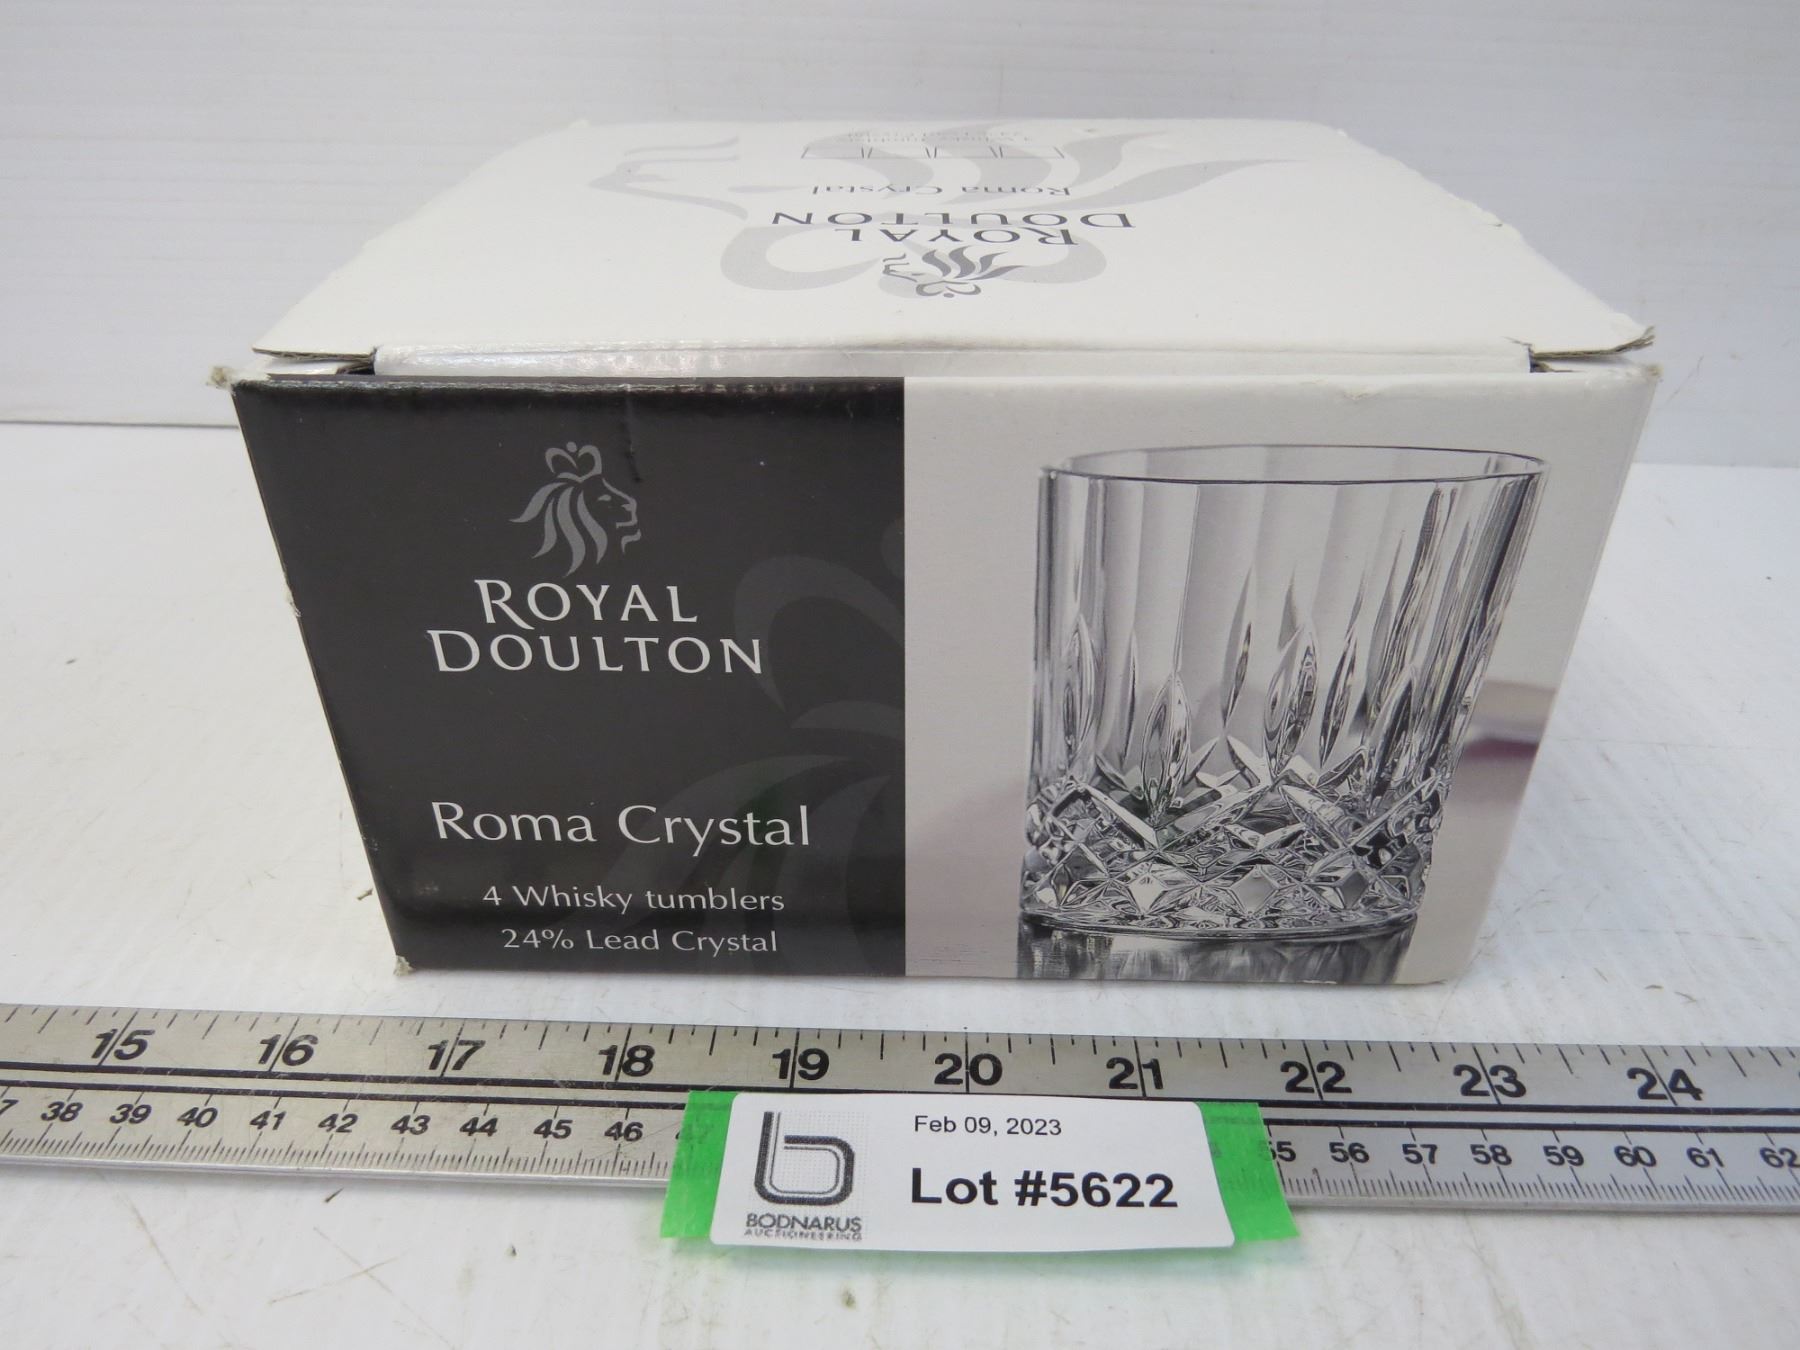 Roma Crystal
ROYAL
DOULTON
ROYAL
DOULTON
Roma Crystal
4 Whisky tumblers
24% Lead Crystal
15 16 17 18 19 20 21 22 23 24
38 39 40 41 42 43 44 45 46 55 56 57 58 59 60 61 62
Feb 09, 2023
Lot #5622
BODNARUS
AUCTIONEERING